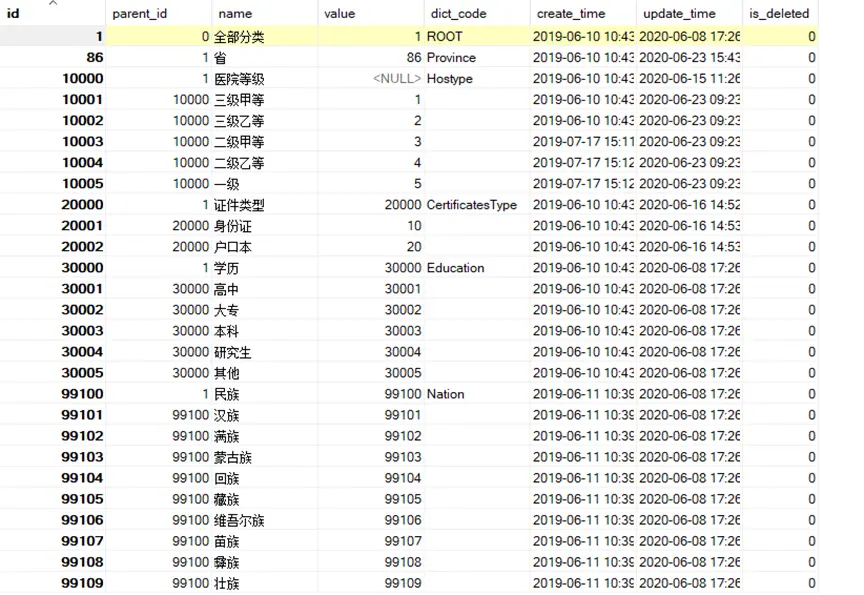 id parent_id name value dict_code create_time update_time is_deleted
1 0 全部分类 1 ROOT 2019-06-10 10:43 2020-06-08 17:26 0
86 1 省 86 Province 2019-06-10 10:43 2020-06-23 15:43 0
10000 1 医院等级 <NULL> Hostype 2019-06-10 10:43 2020-06-15 11:26 0
10001 10000 三级甲等 1 2019-06-10 10:43 2020-06-23 09:23 0
10002 10000 三级乙等 2 2019-06-10 10:43 2020-06-23 09:23 0
10003 10000 二级甲等 3 2019-07-17 15:11 2020-06-23 09:23 0
10004 10000 二级乙等 4 2019-07-17 15:12 2020-06-23 09:23 0
10005 10000 一级 5 2019-07-17 15:12 2020-06-23 09:23 0
20000 1 证件类型 20000 CertificatesType 2019-06-10 10:43 2020-06-16 14:52 0
20001 20000 身份证 10 2019-06-10 10:43 2020-06-16 14:53 0
20002 20000 户口本 20 2019-06-10 10:43 2020-06-16 14:53 0
30000 1 学历 30000 Education 2019-06-10 10:43 2020-06-08 17:26 0
30001 30000 高中 30001 2019-06-10 10:43 2020-06-08 17:26 0
30002 30000 大专 30002 2019-06-10 10:43 2020-06-08 17:26 0
30003 30000 本科 30003 2019-06-10 10:43 2020-06-08 17:26 0
30004 30000 研究生 30004 2019-06-10 10:43 2020-06-08 17:26 0
30005 30000 其他 30005 2019-06-10 10:43 2020-06-08 17:26 0
99100 1 民族 99100 Nation 2019-06-11 10:39 2020-06-08 17:26 0
99101 99100 汉族 99101 2019-06-11 10:39 2020-06-08 17:26 0
99102 99100 满族 99102 2019-06-11 10:39 2020-06-08 17:26 0
99103 99100 蒙古族 99103 2019-06-11 10:39 2020-06-08 17:26 0
99104 99100 回族 99104 2019-06-11 10:39 2020-06-08 17:26 0
99105 99100 藏族 99105 2019-06-11 10:39 2020-06-08 17:26 0
99106 99100 维吾尔族 99106 2019-06-11 10:39 2020-06-08 17:26 0
99107 99100 苗族 99107 2019-06-11 10:39 2020-06-08 17:26 0
99108 99100 彝族 99108 2019-06-11 10:39 2020-06-08 17:26 0
99109 99100 壮族 99109 2019-06-11 10:39 2020-06-08 17:26 0